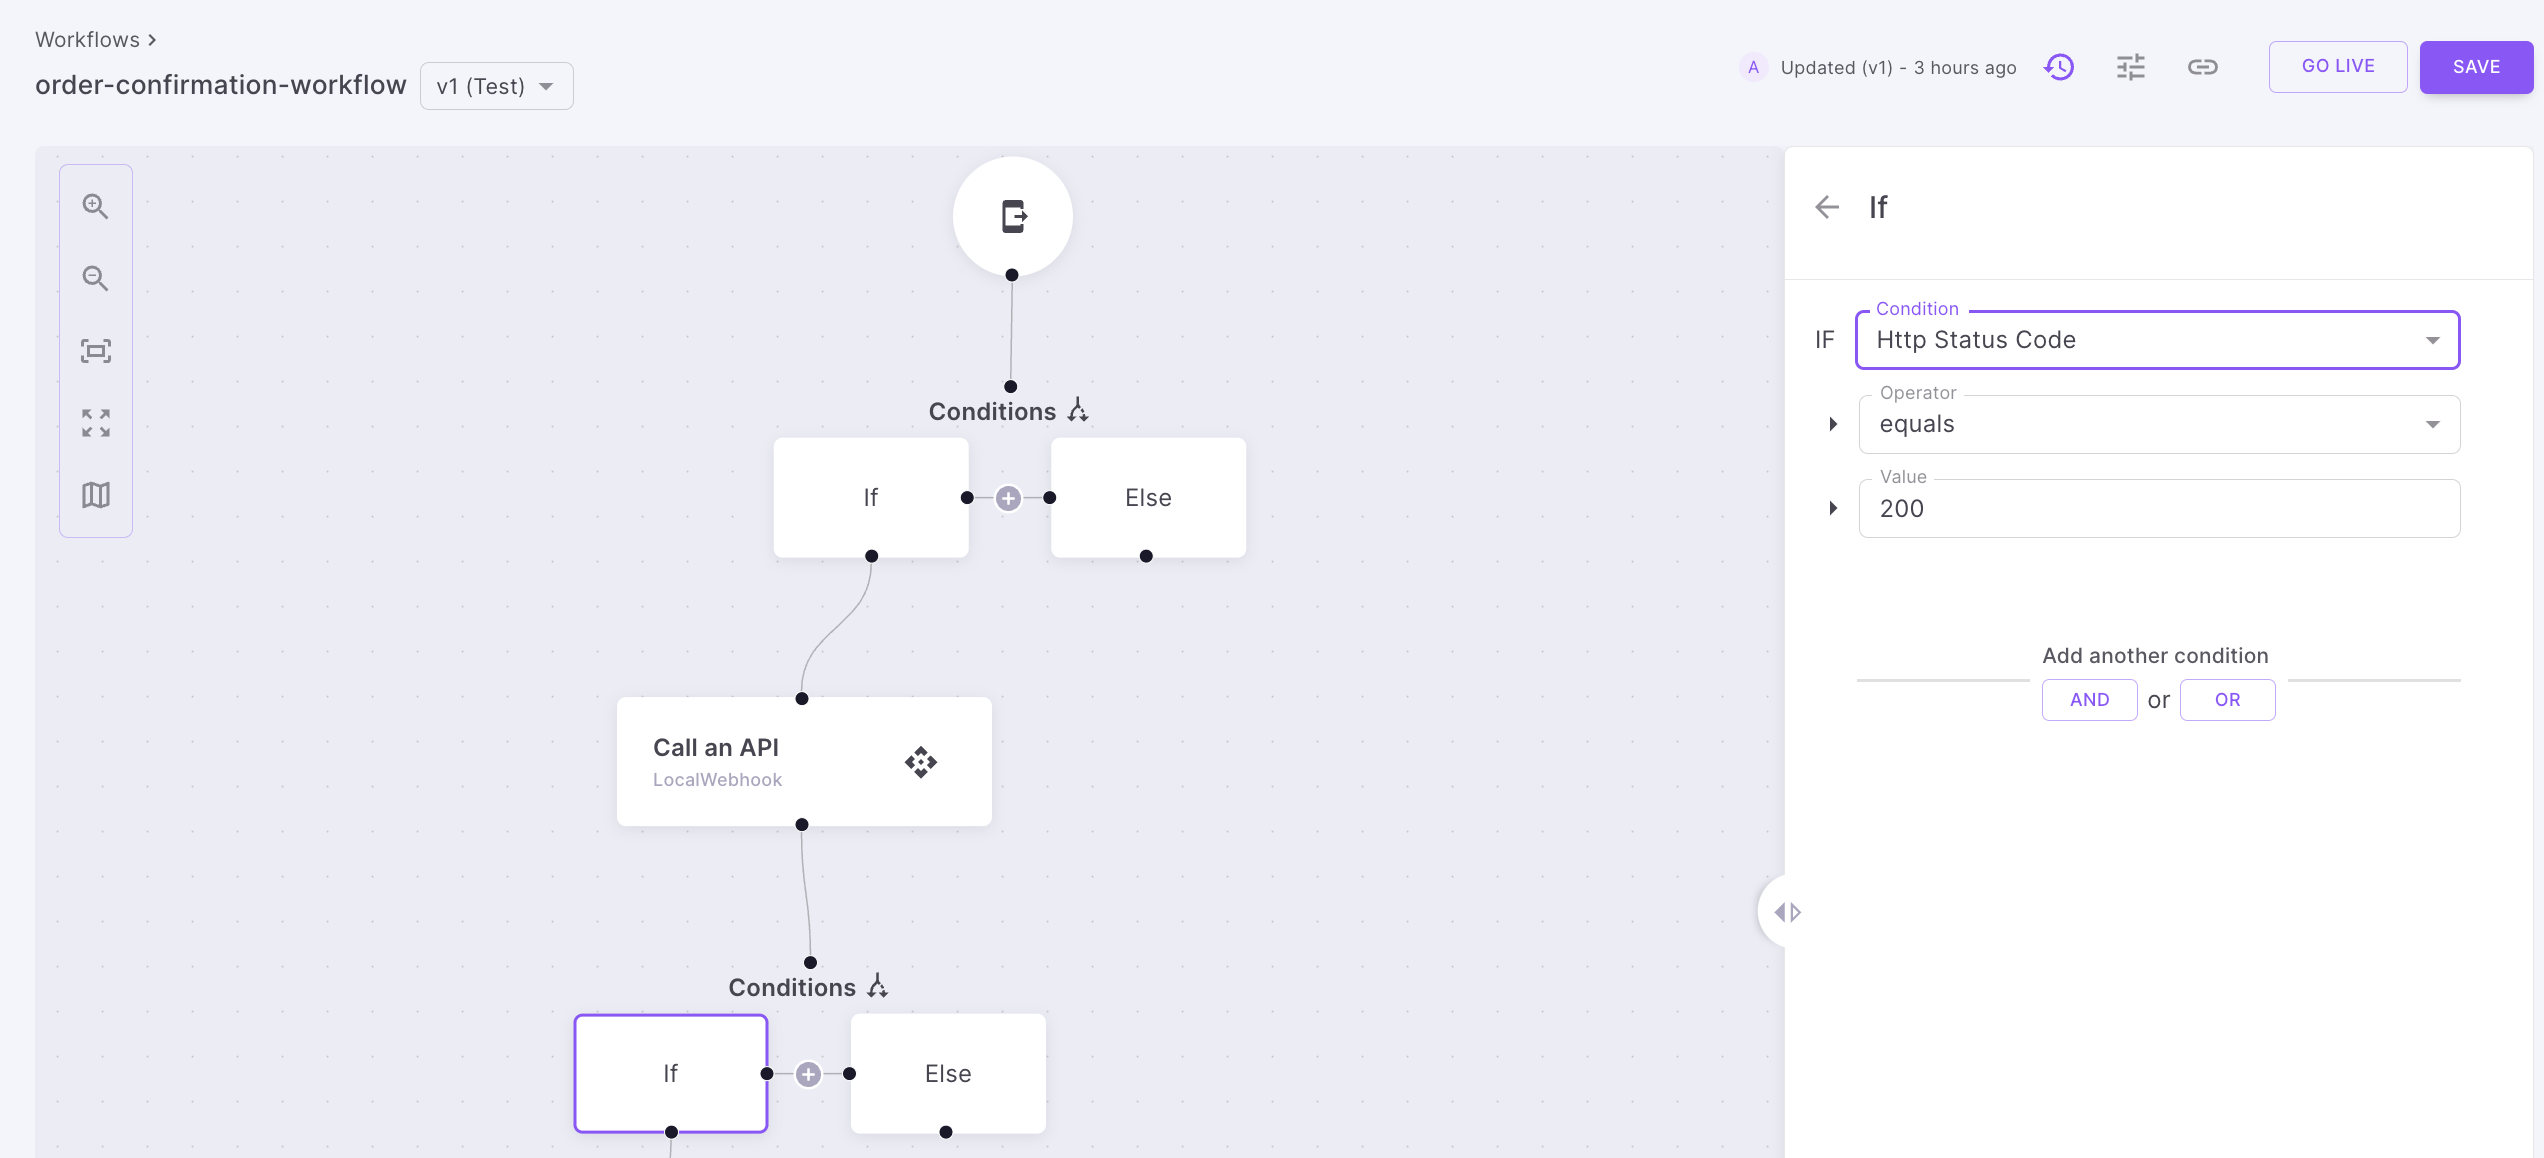 Workflows
order-confirmation-workflow
v1 (Test)
A Updated (v1) - 3 hours ago
GO LIVE
SAVE
Conditions
If
Else
Call an API
LocalWebhook
Conditions
If
Else
If
IF
Condition
Http Status Code
Operator
equals
Value
200
Add another condition
AND or OR